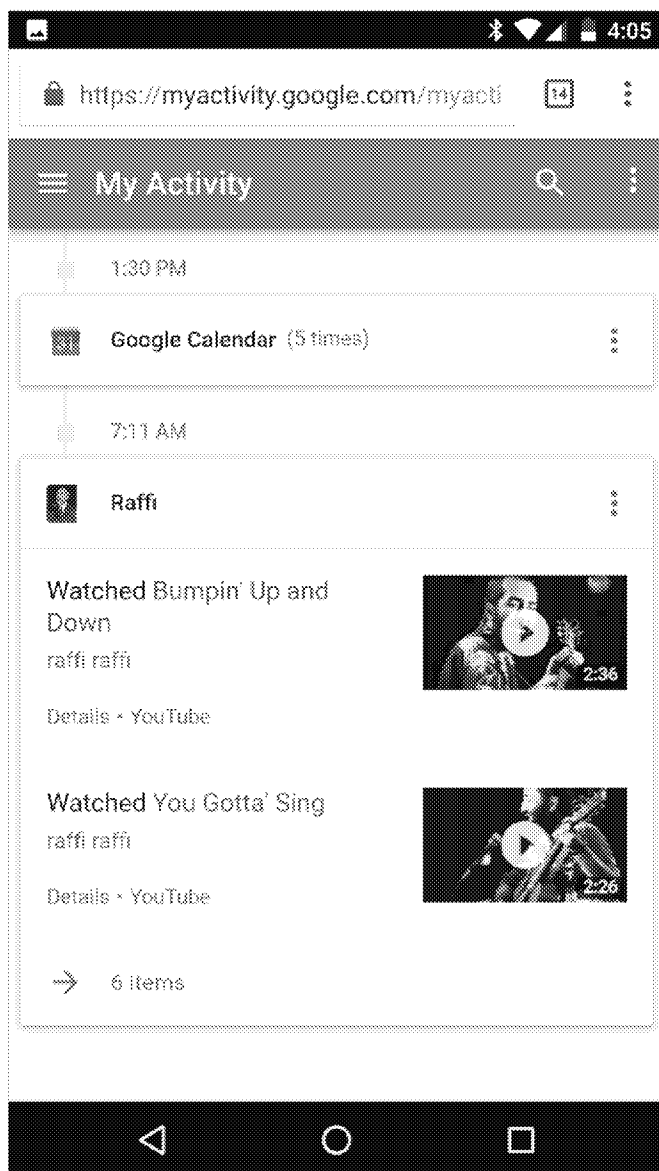 4:05
https://myactivity.google.com/myacti
14
My Activity
1:30 PM
31
Google Calendar (5 times)
7:11 AM
Raffi
Watched Bumpin' Up and
Down
raffi raffi
2:36
Details • YouTube
Watched You Gotta' Sing
raffi raffi
2:26
Details • YouTube
6 items